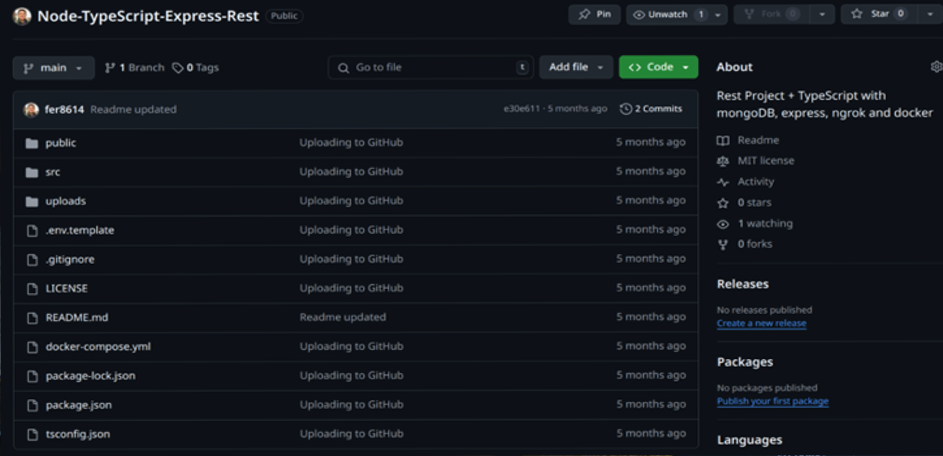 Node-TypeScript-Express-Rest Public Pin Unwatch 1 Fork 0 Star 0
main 1 Branch 0 Tags Go to file t Add file Code
fer8614 Readme updated e30e611 · 5 months ago 2 Commits
public Uploading to GitHub 5 months ago
src Uploading to GitHub 5 months ago
uploads Uploading to GitHub 5 months ago
.env.template Uploading to GitHub 5 months ago
.gitignore Uploading to GitHub 5 months ago
LICENSE Uploading to GitHub 5 months ago
README.md Readme updated 5 months ago
docker-compose.yml Uploading to GitHub 5 months ago
package-lock.json Uploading to GitHub 5 months ago
package.json Uploading to GitHub 5 months ago
tsconfig.json Uploading to GitHub 5 months ago
About
Rest Project + TypeScript with
mongoDB, express, ngrok and docker
Readme
MIT license
Activity
0 stars
1 watching
0 forks
Releases
No releases published
Create a new release
Packages
No packages published
Publish your first package
Languages